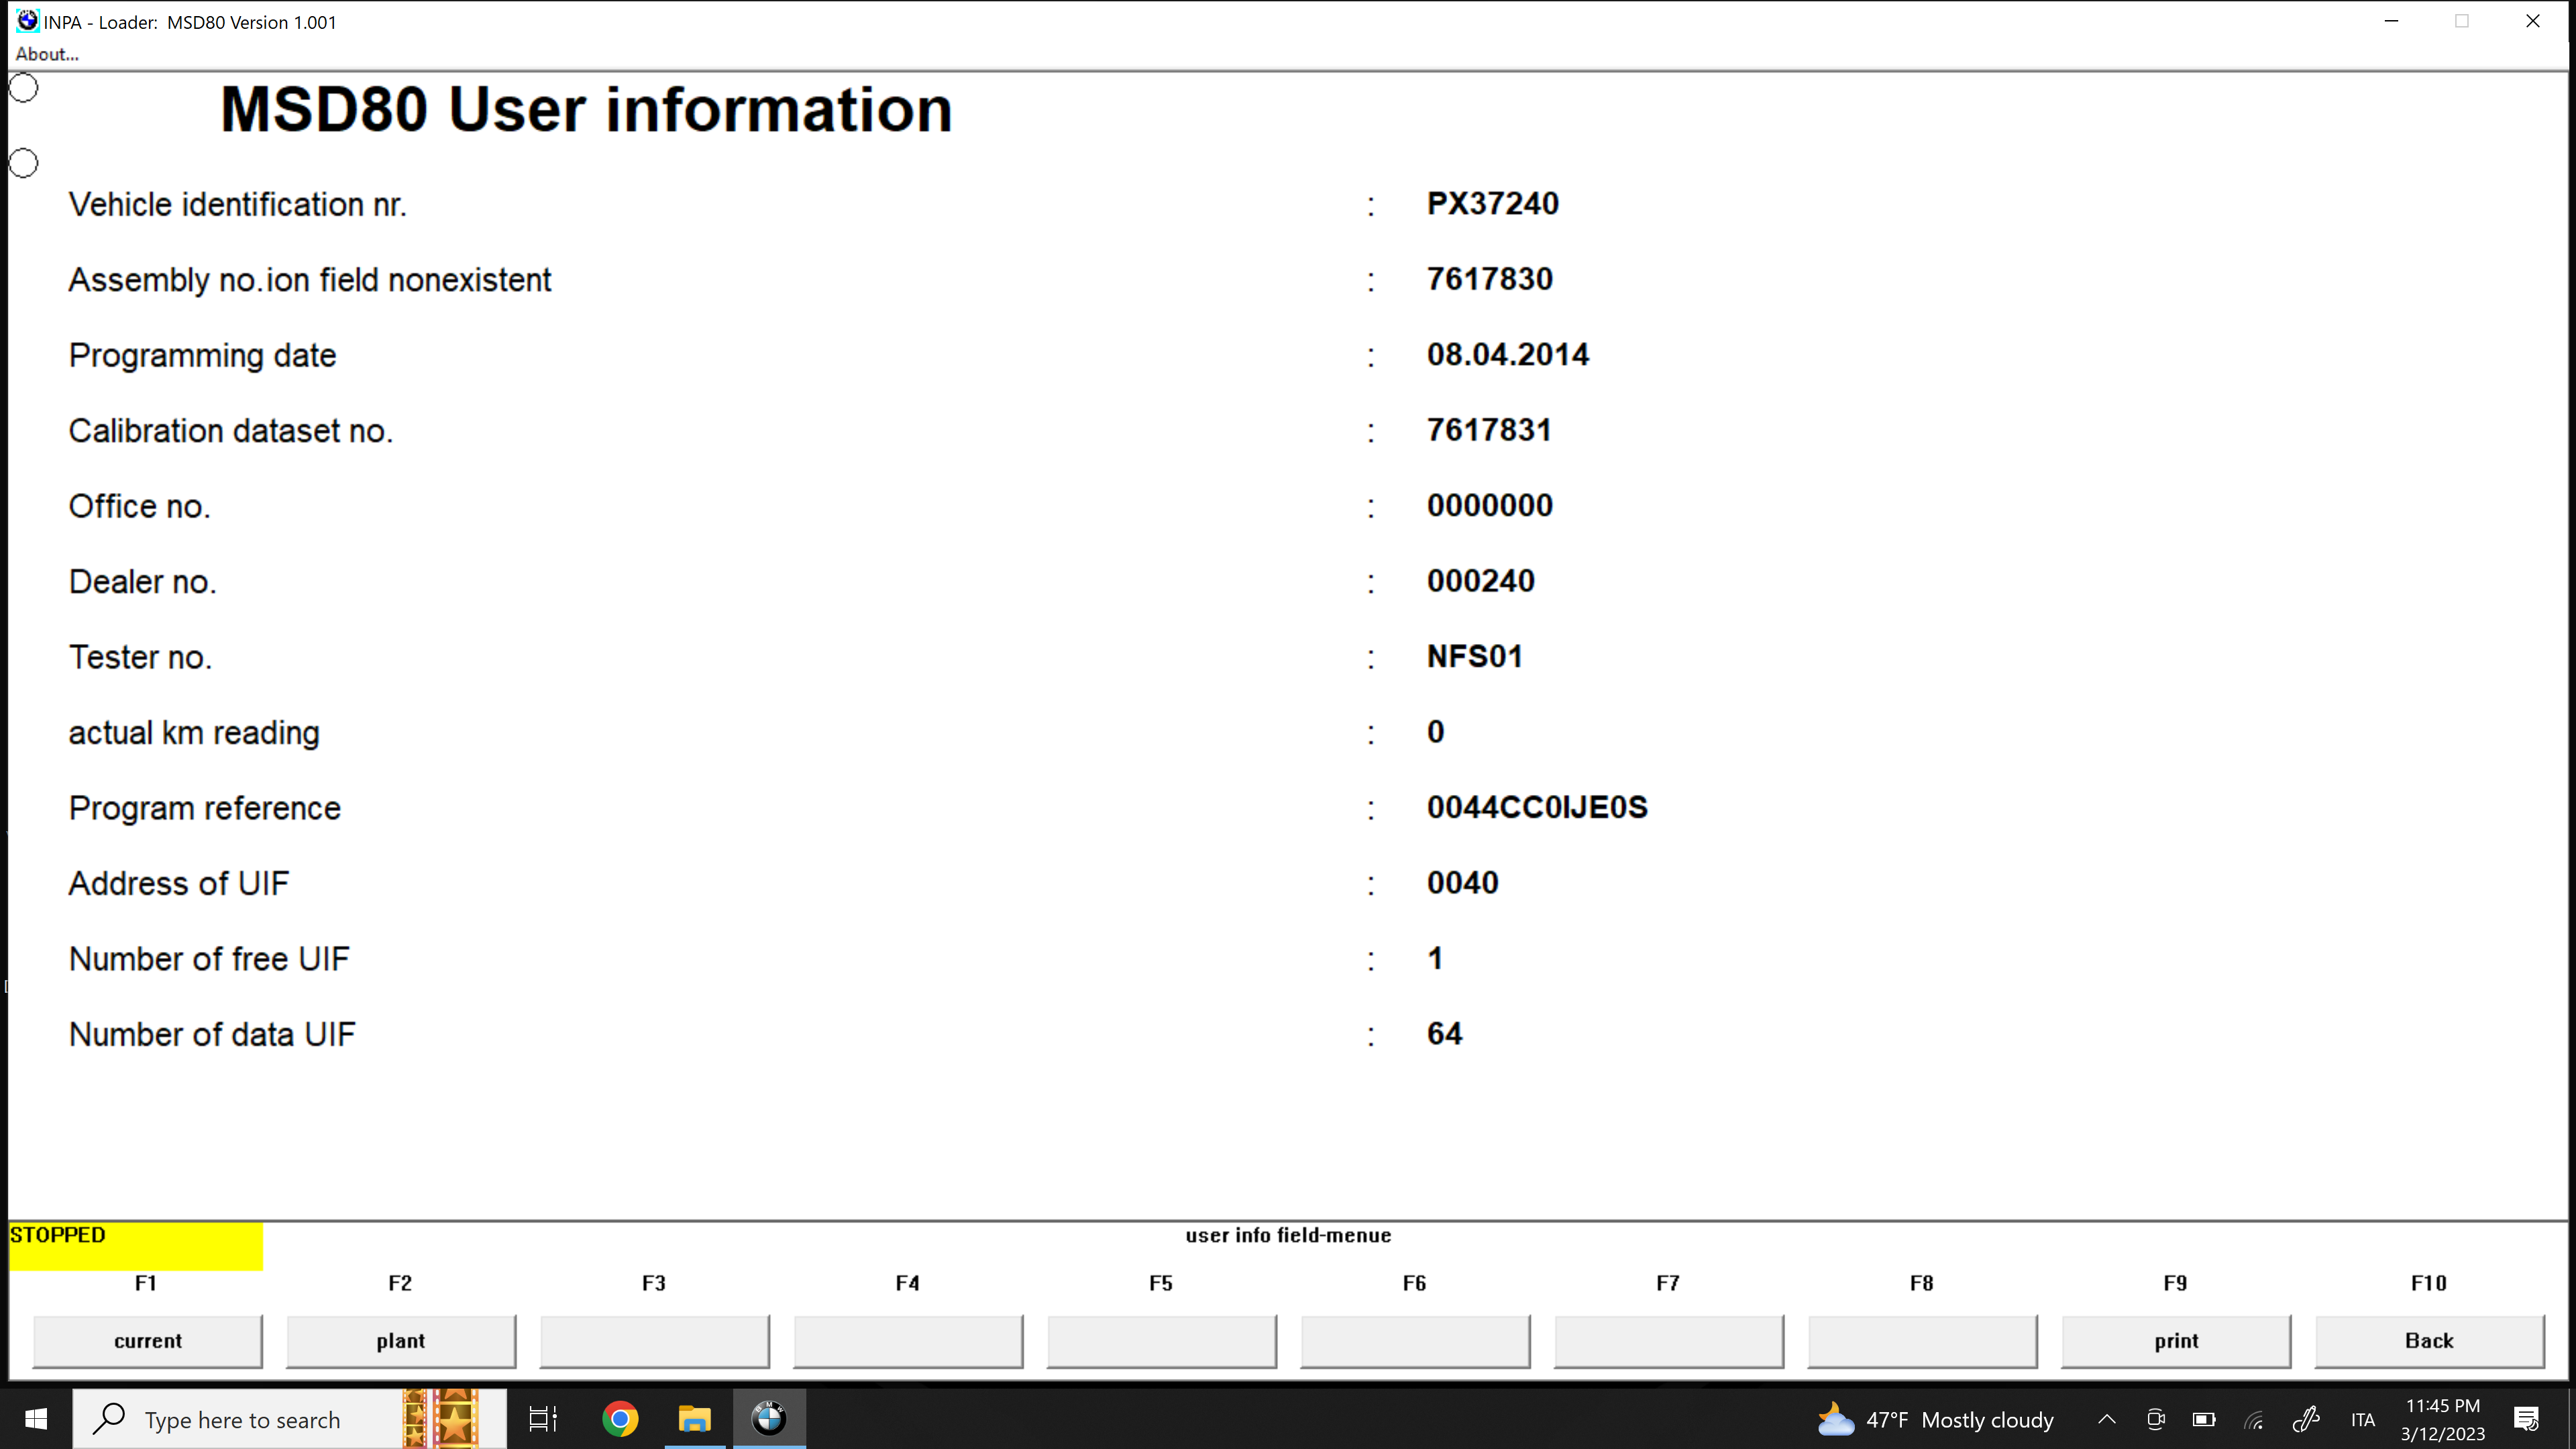 INPA - Loader: MSD80 Version 1.001
About...
MSD80 User information
Vehicle identification nr. : PX37240
Assembly no.ion field nonexistent : 7617830
Programming date : 08.04.2014
Calibration dataset no. : 7617831
Office no. : 0000000
Dealer no. : 000240
Tester no. : NFS01
actual km reading : 0
Program reference : 0044CC0IJE0S
Address of UIF : 0040
Number of free UIF : 1
Number of data UIF : 64
STOPPED user info field-menue
F1 F2 F3 F4 F5 F6 F7 F8 F9 F10
current plant print Back
Type here to search 47°F Mostly cloudy ITA 11:45 PM
3/12/2023